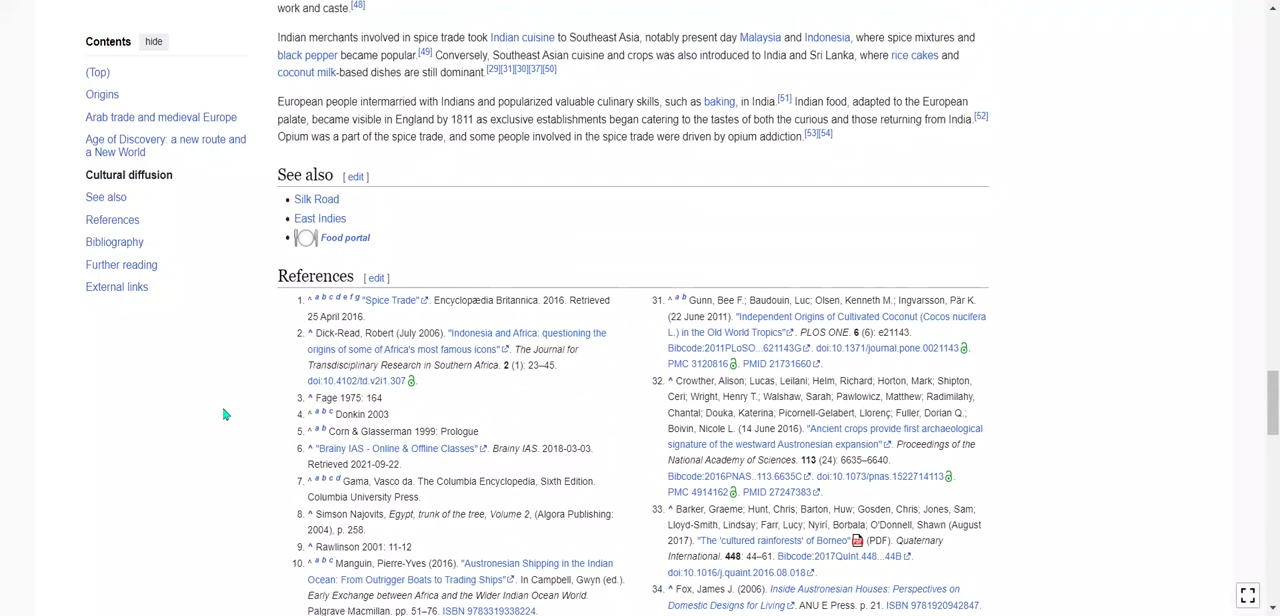 work and caste.[48]
Contents hide
(Top)
Origins
Arab trade and medieval Europe
Age of Discovery: a new route and
a New World
Cultural diffusion
See also
References
Bibliography
Further reading
External links
Indian merchants involved in spice trade took Indian cuisine to Southeast Asia, notably present day Malaysia and Indonesia, where spice mixtures and
black pepper became popular.[49] Conversely, Southeast Asian cuisine and crops was also introduced to India and Sri Lanka, where rice cakes and
coconut milk-based dishes are still dominant.[29][31][30][37][50]
European people intermarried with Indians and popularized valuable culinary skills, such as baking, in India.[51] Indian food, adapted to the European
palate, became visible in England by 1811 as exclusive establishments began catering to the tastes of both the curious and those returning from India.[52]
Opium was a part of the spice trade, and some people involved in the spice trade were driven by opium addiction.[53][54]
See also [ edit ]
• Silk Road
• East Indies
• Food portal
References [ edit ]
1. ^ a b c d e f g "Spice Trade". Encyclopædia Britannica. 2016. Retrieved
25 April 2016.
2. ^ Dick-Read, Robert (July 2006). "Indonesia and Africa: questioning the
origins of some of Africa's most famous icons". The Journal for
Transdisciplinary Research in Southern Africa. 2 (1): 23–45.
doi:10.4102/td.v2i1.307
3. ^ Fage 1975: 164
4. ^ a b c Donkin 2003
5. ^ a b Corn & Glasserman 1999: Prologue
6. ^ "Brainy IAS - Online & Offline Classes". Brainy IAS. 2018-03-03.
Retrieved 2021-09-22.
7. ^ a b c d Gama, Vasco da. The Columbia Encyclopedia, Sixth Edition.
Columbia University Press.
8. ^ Simson Najovits, Egypt, trunk of the tree, Volume 2, (Algora Publishing:
2004), p. 258.
9. ^ Rawlinson 2001: 11-12
10. ^ a b c Manguin, Pierre-Yves (2016). "Austronesian Shipping in the Indian
Ocean: From Outrigger Boats to Trading Ships". In Campbell, Gwyn (ed.).
Early Exchange between Africa and the Wider Indian Ocean World.
Palgrave Macmillan. pp. 51–76. ISBN 9783319338224.
31. ^ a b Gunn, Bee F.; Baudouin, Luc; Olsen, Kenneth M.; Ingvarsson, Pär K.
(22 June 2011). "Independent Origins of Cultivated Coconut (Cocos nucifera
L.) in the Old World Tropics". PLOS ONE. 6 (6): e21143.
Bibcode:2011PLoSO...621143G. doi:10.1371/journal.pone.0021143.
PMC 3120816. PMID 21731660.
32. ^ Crowther, Alison; Lucas, Leilani; Helm, Richard; Horton, Mark; Shipton,
Ceri; Wright, Henry T.; Walshaw, Sarah; Pawlowicz, Matthew; Radimilahy,
Chantal; Douka, Katerina; Picornell-Gelabert, Llorenç; Fuller, Dorian Q.;
Boivin, Nicole L. (14 June 2016). "Ancient crops provide first archaeological
signature of the westward Austronesian expansion". Proceedings of the
National Academy of Sciences. 113 (24): 6635–6640.
Bibcode:2016PNAS..113.6635C. doi:10.1073/pnas.1522714113.
PMC 4914162. PMID 27247383.
33. ^ Barker, Graeme; Hunt, Chris; Barton, Huw; Gosden, Chris; Jones, Sam;
Lloyd-Smith, Lindsay; Farr, Lucy; Nyirí, Borbala; O'Donnell, Shawn (August
2017). "The 'cultured rainforests' of Borneo" (PDF). Quaternary
International. 448: 44–61. Bibcode:2017QuInt.448...44B.
doi:10.1016/j.quaint.2016.08.018.
34. ^ Fox, James J. (2006). Inside Austronesian Houses: Perspectives on
Domestic Designs for Living. ANU E Press. p. 21. ISBN 9781920942847.